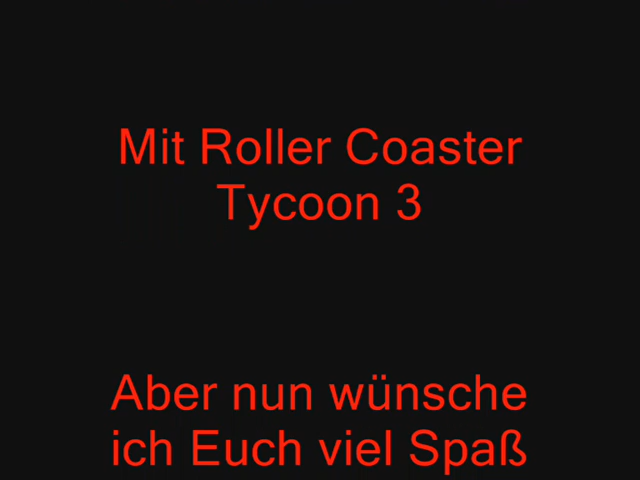 Mit Roller Coaster
Tycoon 3
Aber nun wünsche
ich Euch viel Spaß